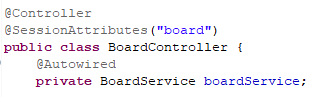 @Controller
@SessionAttributes("board")
public class BoardController {
@Autowired
private BoardService boardService;